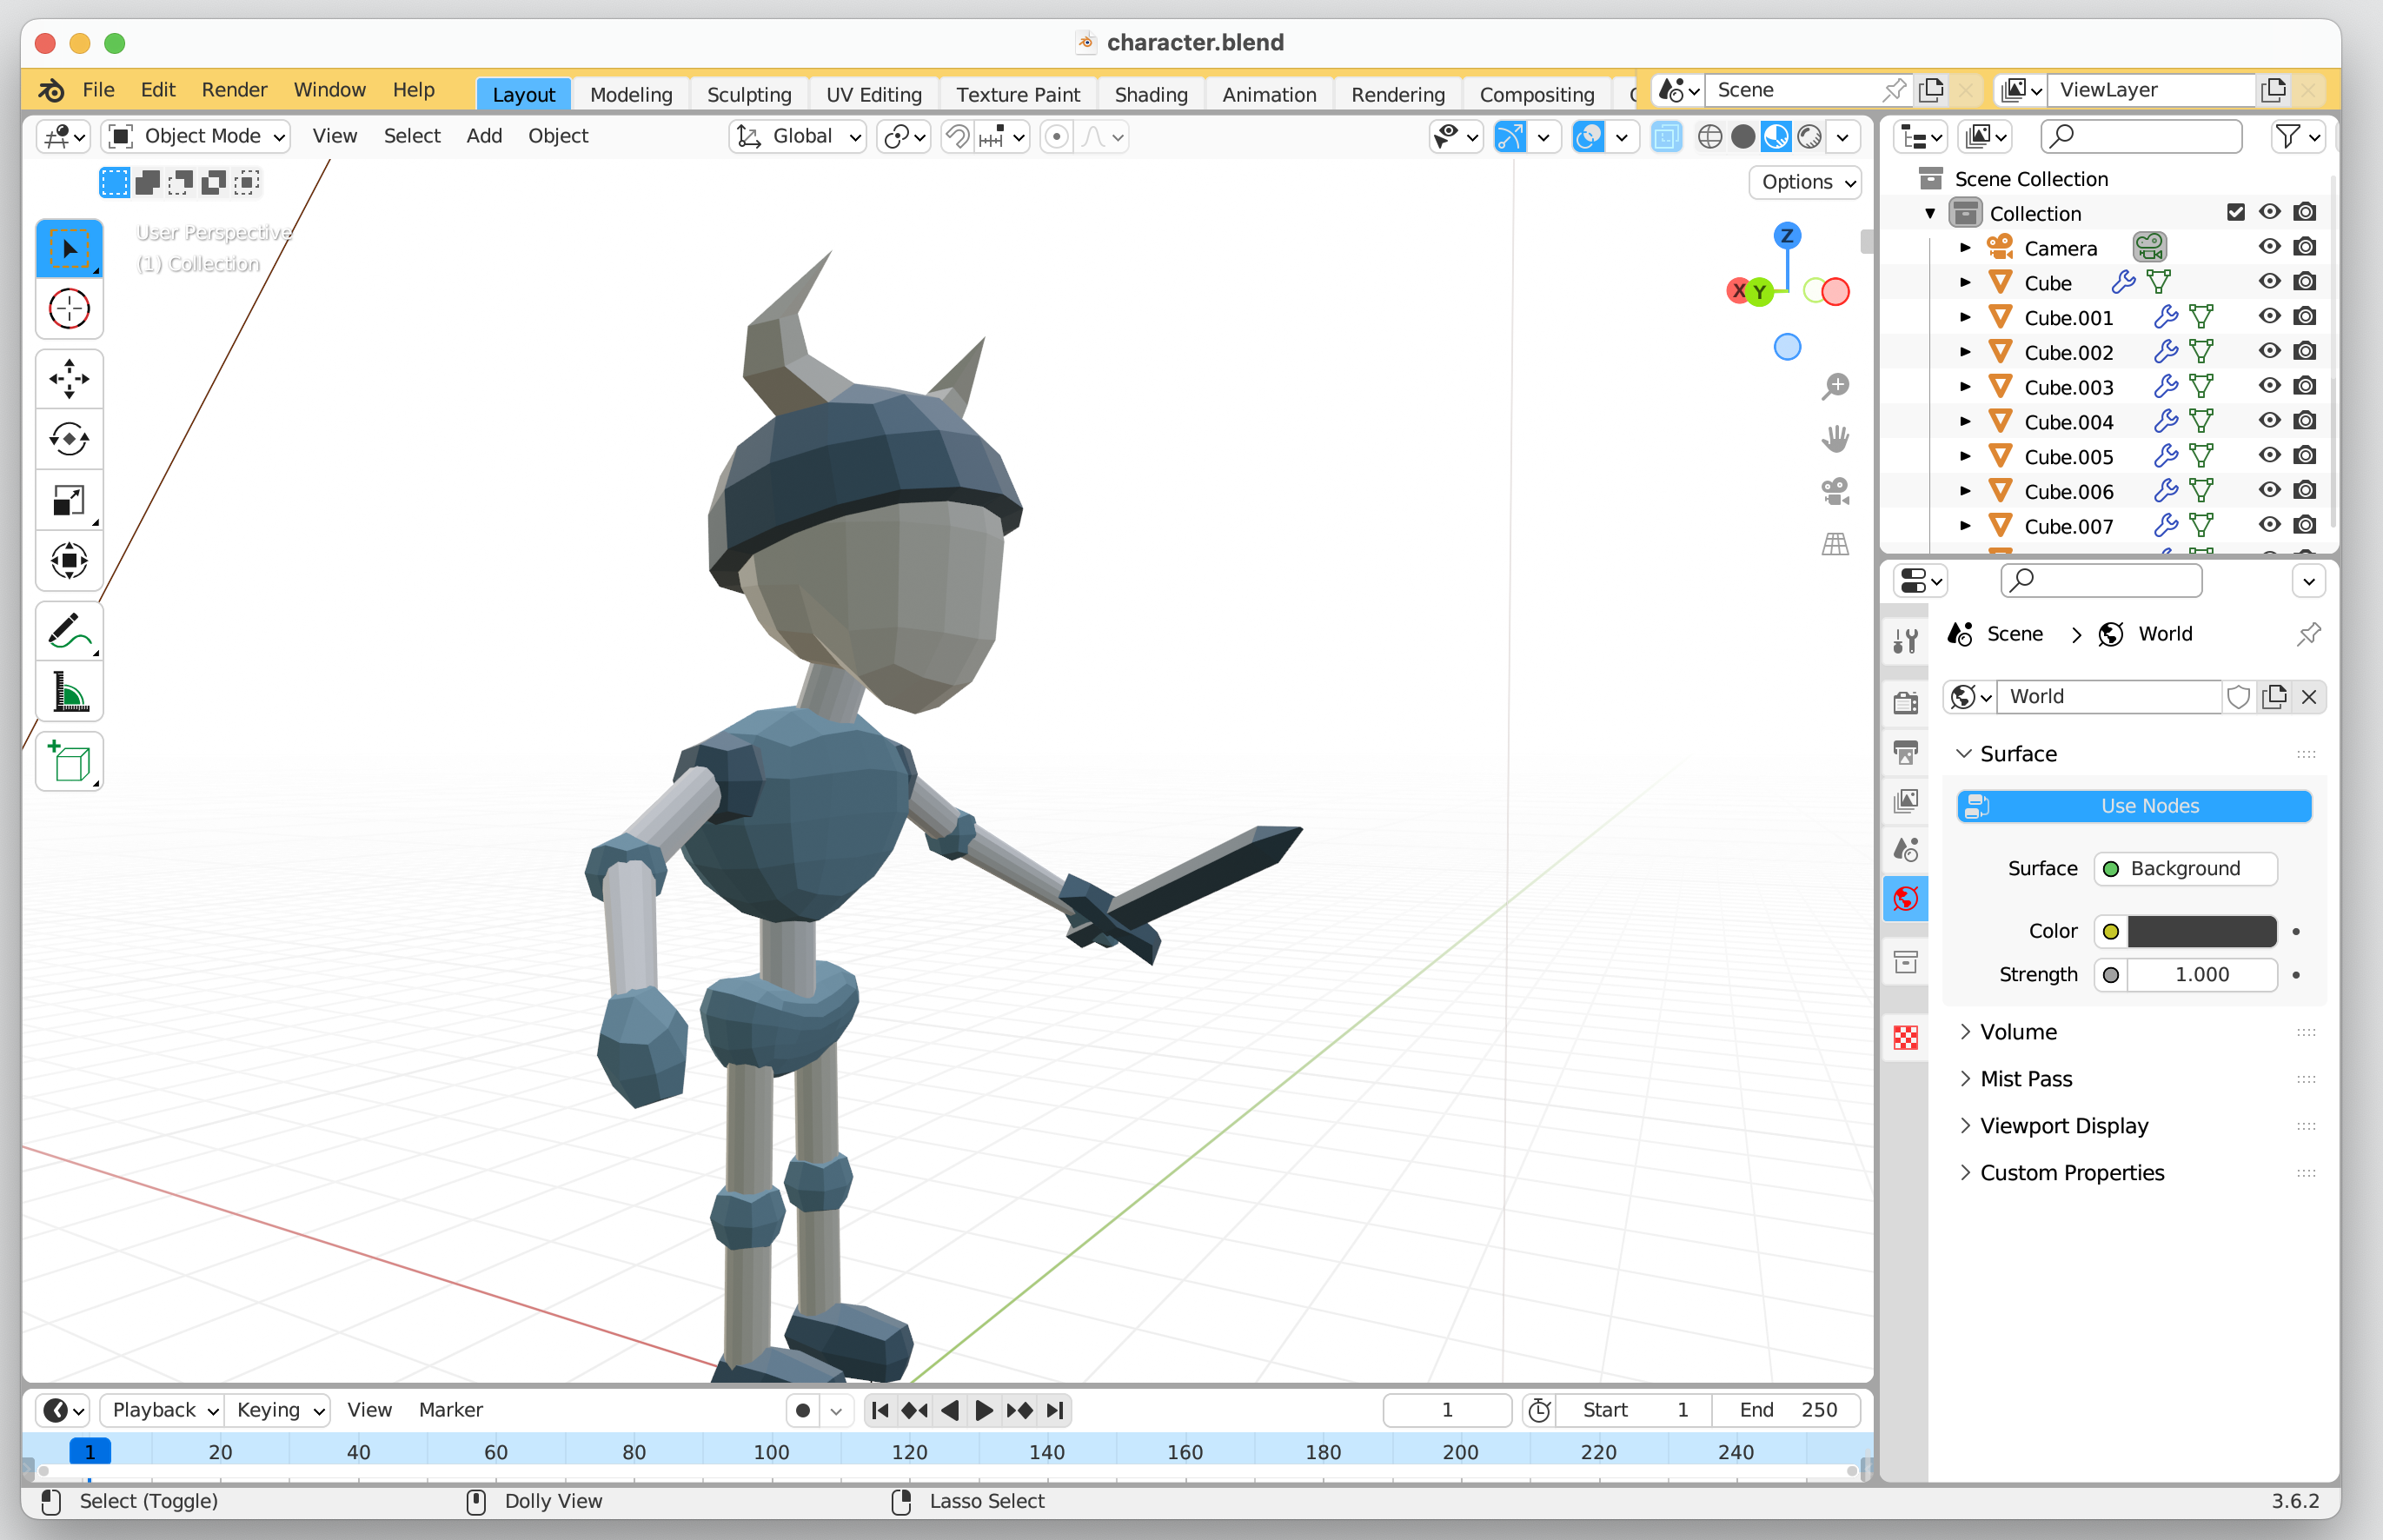 character.blend
File Edit Render Window Help Layout Modeling Sculpting UV Editing Texture Paint Shading Animation Rendering Compositing Scene ViewLayer
Object Mode View Select Add Object Global
Options
User Perspective
(1) Collection
Z
X Y
Scene Collection
Collection
Camera
Cube
Cube.001
Cube.002
Cube.003
Cube.004
Cube.005
Cube.006
Cube.007
Scene > World
World
Surface
Use Nodes
Surface Background
Color
Strength 1.000
Volume
Mist Pass
Viewport Display
Custom Properties
Playback Keying View Marker 1 Start 1 End 250
1 20 40 60 80 100 120 140 160 180 200 220 240
Select (Toggle) Dolly View Lasso Select 3.6.2